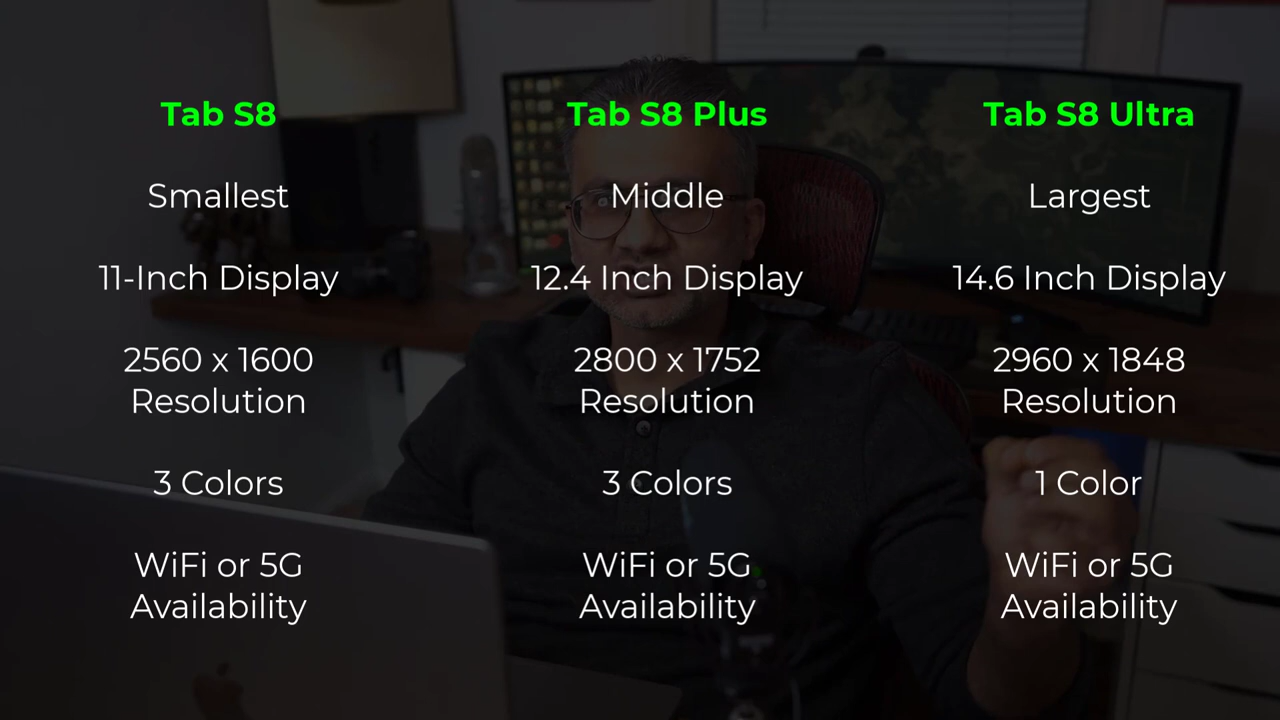 Tab S8
Smallest
11-Inch Display
2560 x 1600
Resolution
3 Colors
WiFi or 5G
Availability
Tab S8 Plus
Middle
12.4 Inch Display
2800 x 1752
Resolution
3 Colors
WiFi or 5G
Availability
Tab S8 Ultra
Largest
14.6 Inch Display
2960 x 1848
Resolution
1 Color
WiFi or 5G
Availability